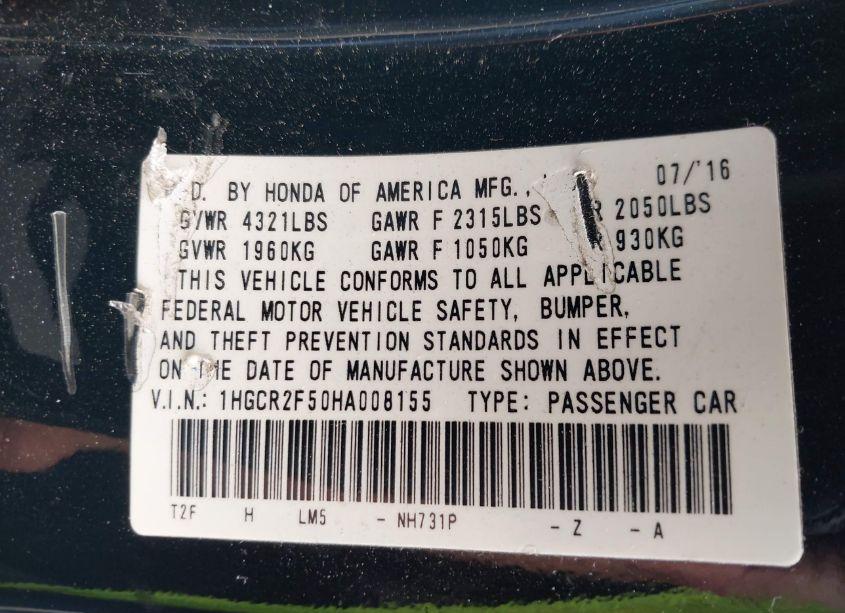 D. BY HONDA OF AMERICA MFG., 07/'16
GVWR 4321LBS GAWR F 2315LBS R 2050LBS
GVWR 1960KG GAWR F 1050KG R 930KG
THIS VEHICLE CONFORMS TO ALL APPLICABLE
FEDERAL MOTOR VEHICLE SAFETY, BUMPER,
AND THEFT PREVENTION STANDARDS IN EFFECT
ON THE DATE OF MANUFACTURE SHOWN ABOVE.
V.I.N.: 1HGCR2F50HA008155 TYPE: PASSENGER CAR
T2F H LM5 - NH731P - Z - A